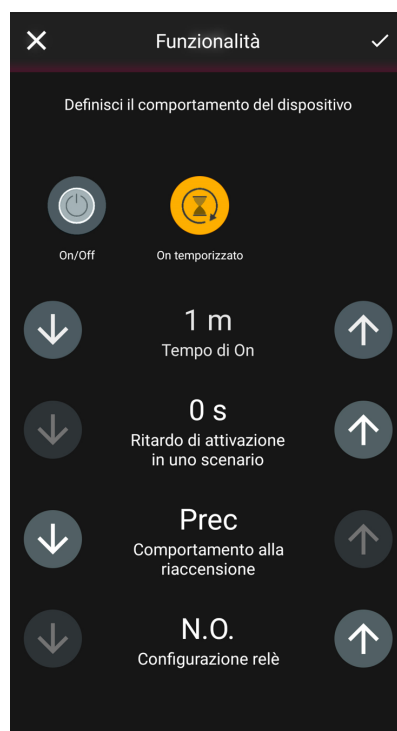 Funzionalità
Definisci il comportamento del dispositivo
On/Off
On temporizzato
1 m
Tempo di On
0 s
Ritardo di attivazione
in uno scenario
Prec
Comportamento alla
riaccensione
N.O.
Configurazione relè